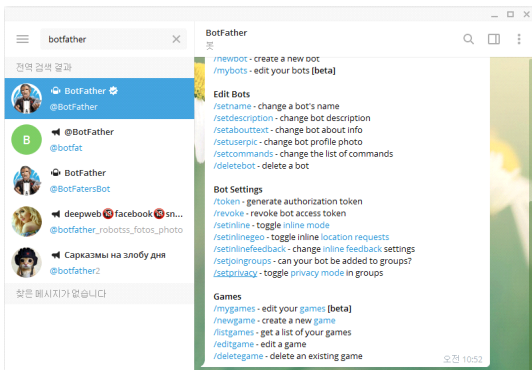 botfather
전역 검색 결과
BotFather
@BotFather
B
@BotFather
@botfat
BotFather
@BotFatersBot
deepweb🔞facebook🔞sn...
@botfather_robotss_fotos_photo
Сарказмы на злобу дня
@botfather2
찾은 메시지가 없습니다
BotFather
봇
/newbot - create a new bot
/mybots - edit your bots [beta]
Edit Bots
/setname - change a bot's name
/setdescription - change bot description
/setabouttext - change bot about info
/setuserpic - change bot profile photo
/setcommands - change the list of commands
/deletebot - delete a bot
Bot Settings
/token - generate authorization token
/revoke - revoke bot access token
/setinline - toggle inline mode
/setinlinegeo - toggle inline location requests
/setinlinefeedback - change inline feedback settings
/setjoingroups - can your bot be added to groups?
/setprivacy - toggle privacy mode in groups
Games
/mygames - edit your games [beta]
/newgame - create a new game
/listgames - get a list of your games
/editgame - edit a game
/deletegame - delete an existing game
오전 10:52